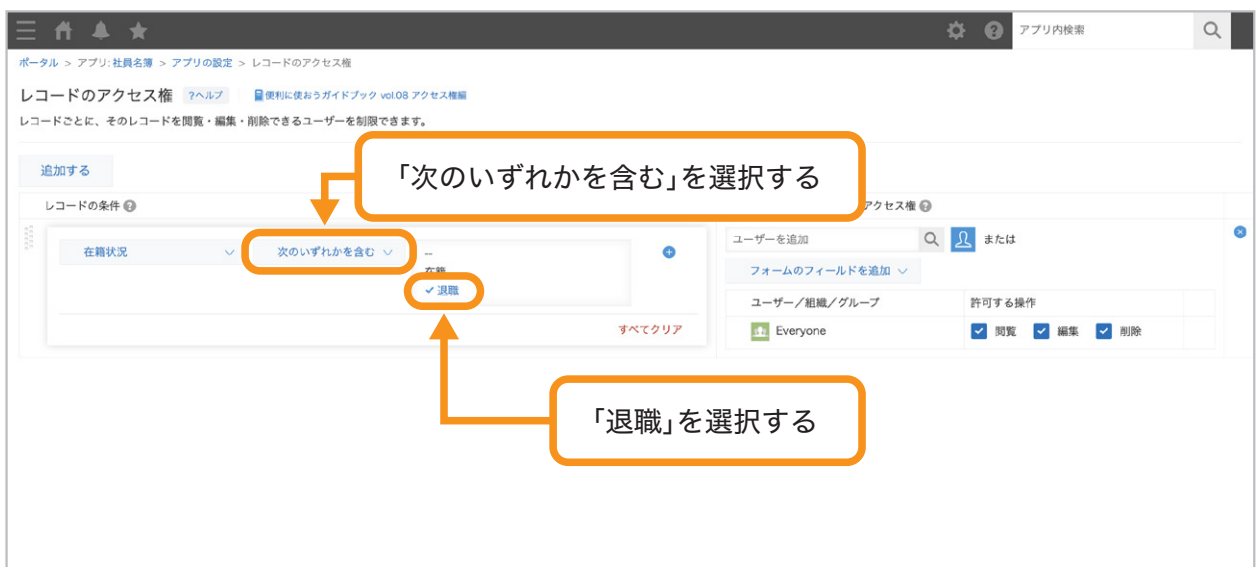 アプリ内検索
ポータル > アプリ: 社員名簿 > アプリの設定 > レコードのアクセス権
レコードのアクセス権 ?ヘルプ 便利に使おうガイドブック vol.08 アクセス権編
レコードごとに、そのレコードを閲覧・編集・削除できるユーザーを制限できます。
追加する
「次のいずれかを含む」を選択する
レコードの条件
アクセス権
在籍状況 次のいずれかを含む
--
在籍
退職
すべてクリア
ユーザーを追加 または
フォームのフィールドを追加
ユーザー/組織/グループ 許可する操作
Everyone 閲覧 編集 削除
「退職」を選択する